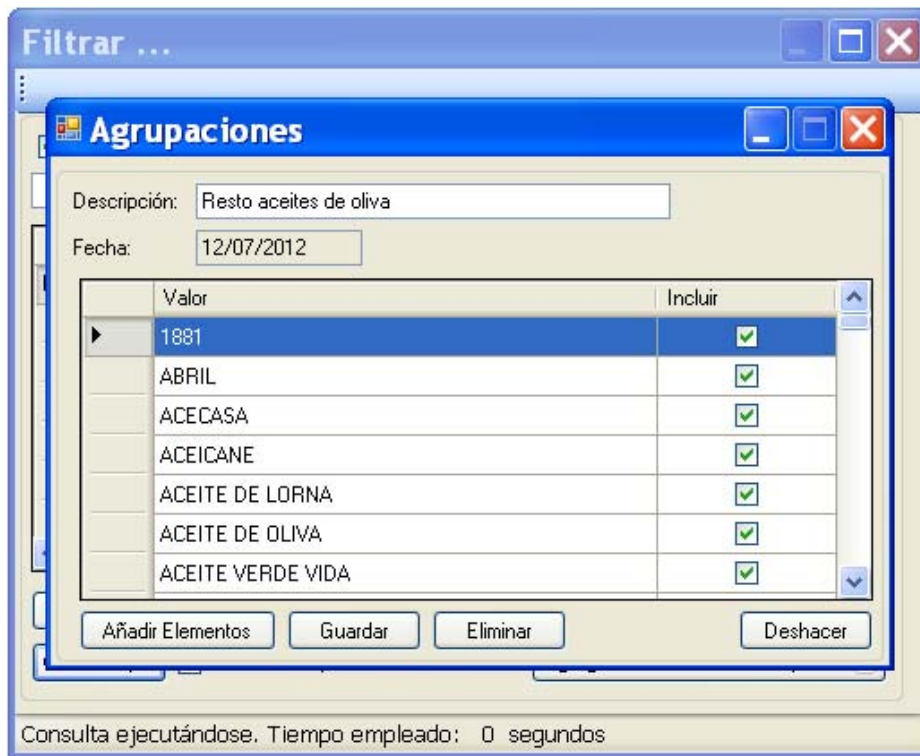 Filtrar ...
Agrupaciones
Descripción: Resto aceites de oliva
Fecha: 12/07/2012
Valor Incluir
1881
ABRIL
ACECASA
ACEICANE
ACEITE DE LORNA
ACEITE DE OLIVA
ACEITE VERDE VIDA
Añadir Elementos Guardar Eliminar Deshacer
Consulta ejecutándose. Tiempo empleado: 0 segundos